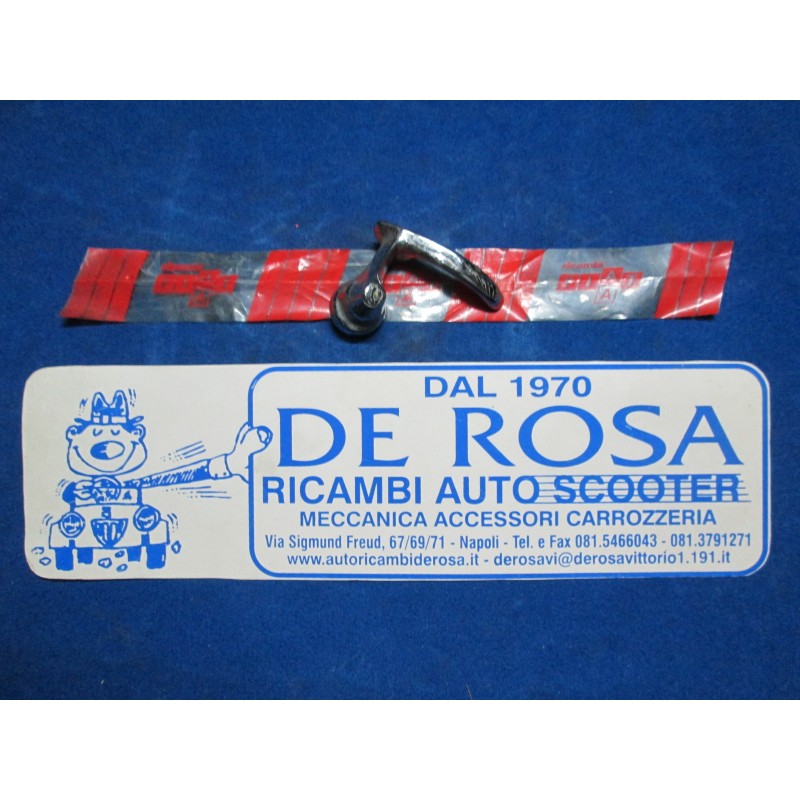 ricambi
DAL 1970
DE ROSA
RICAMBI AUTO SCOOTER
MECCANICA ACCESSORI CARROZZERIA
Via Sigmund Freud, 67/69/71 - Napoli - Tel. e Fax 081.5466043 - 081.3791271
www.autoricambiderosa.it - derosavi@derosavittorio1.191.it